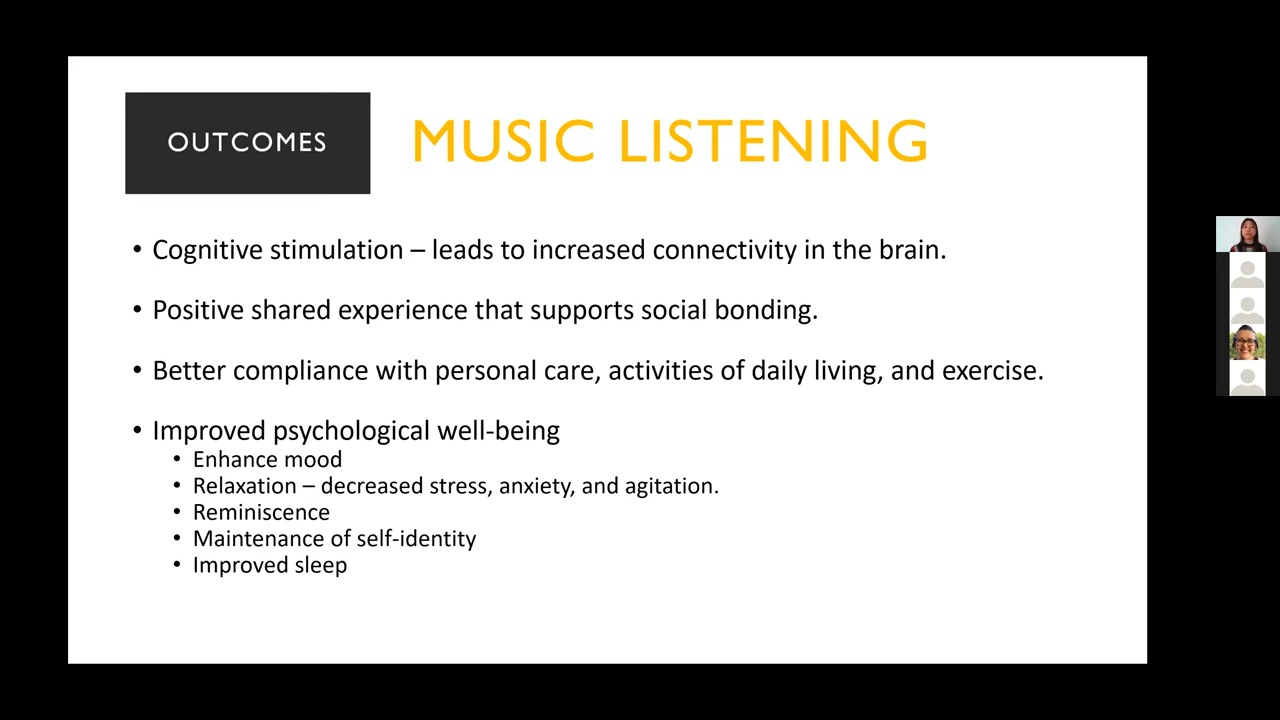 OUTCOMES
MUSIC LISTENING
• Cognitive stimulation – leads to increased connectivity in the brain.
• Positive shared experience that supports social bonding.
• Better compliance with personal care, activities of daily living, and exercise.
• Improved psychological well-being
• Enhance mood
• Relaxation – decreased stress, anxiety, and agitation.
• Reminiscence
• Maintenance of self-identity
• Improved sleep